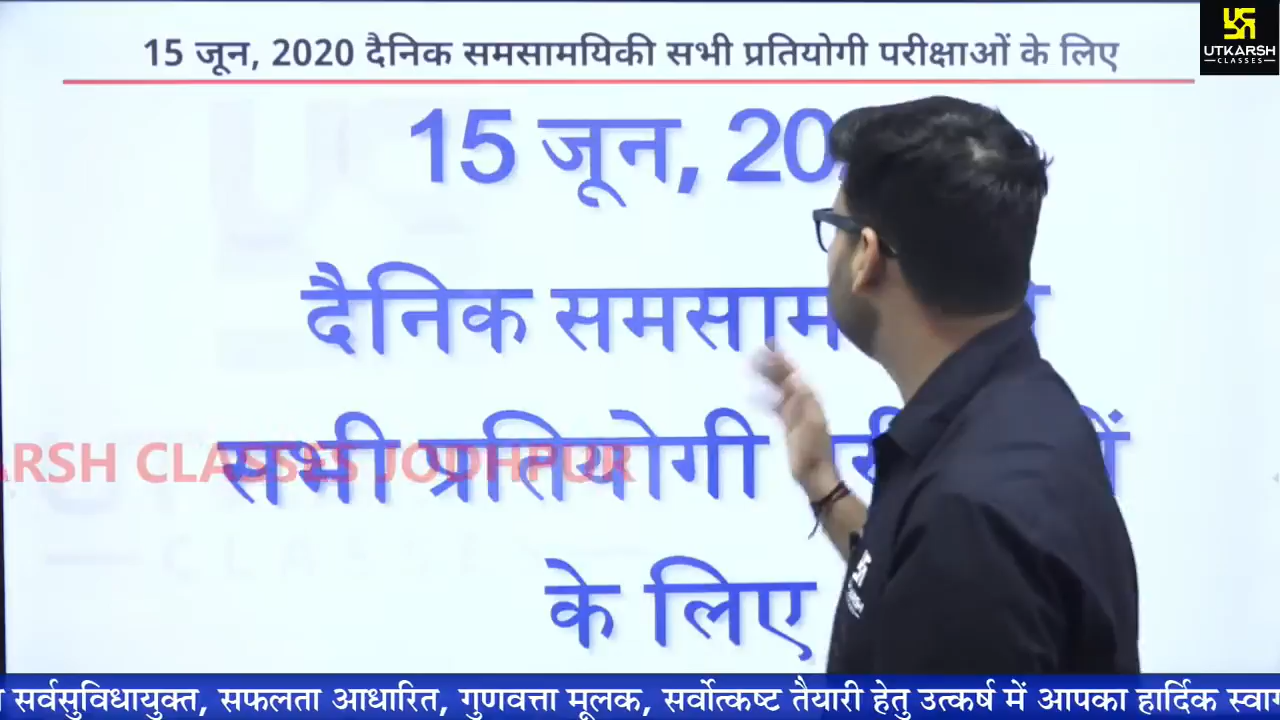 15 जून, 2020 दैनिक समसामयिकी सभी प्रतियोगी परीक्षाओं के लिए
UTKARSH
CLASSES
15 जून, 20
दैनिक
सभी प्रतियोगी
ARSH CLASSES JODHPUR
के लिए
सर्वसुविधायुक्त, सफलता आधारित, गुणवत्ता मूलक, सर्वोत्कष्ट तैयारी हेतु उत्कर्ष में आपका हार्दिक